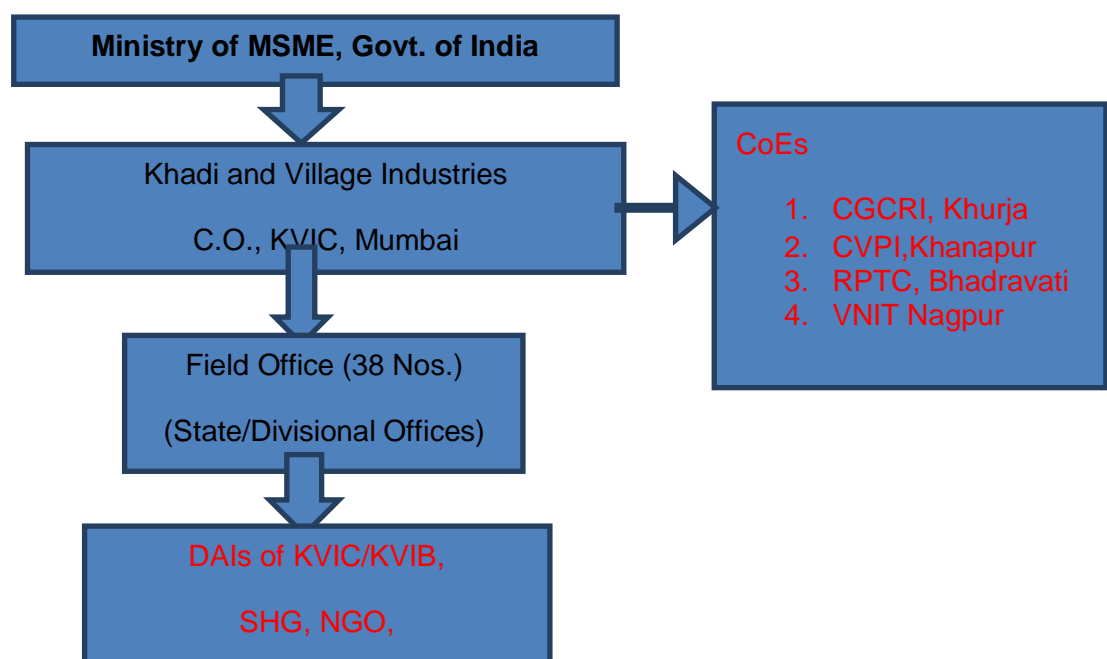 Ministry of MSME, Govt. of India
Khadi and Village Industries
C.O., KVIC, Mumbai
CoEs
1. CGCRI, Khurja
2. CVPI,Khanapur
3. RPTC, Bhadravati
4. VNIT Nagpur
Field Office (38 Nos.)
(State/Divisional Offices)
DAIs of KVIC/KVIB,
SHG, NGO,